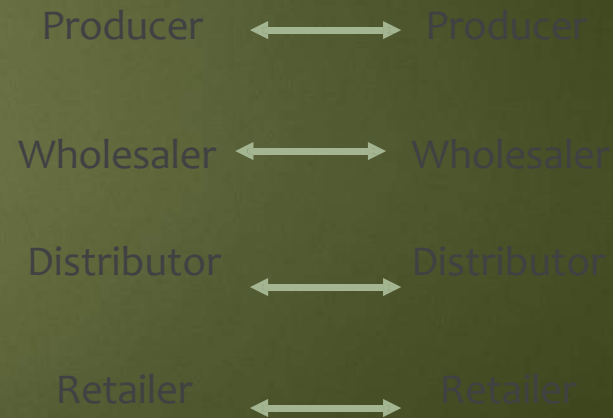 Producer Producer
Wholesaler Wholesaler
Distributor Distributor
Retailer Retailer